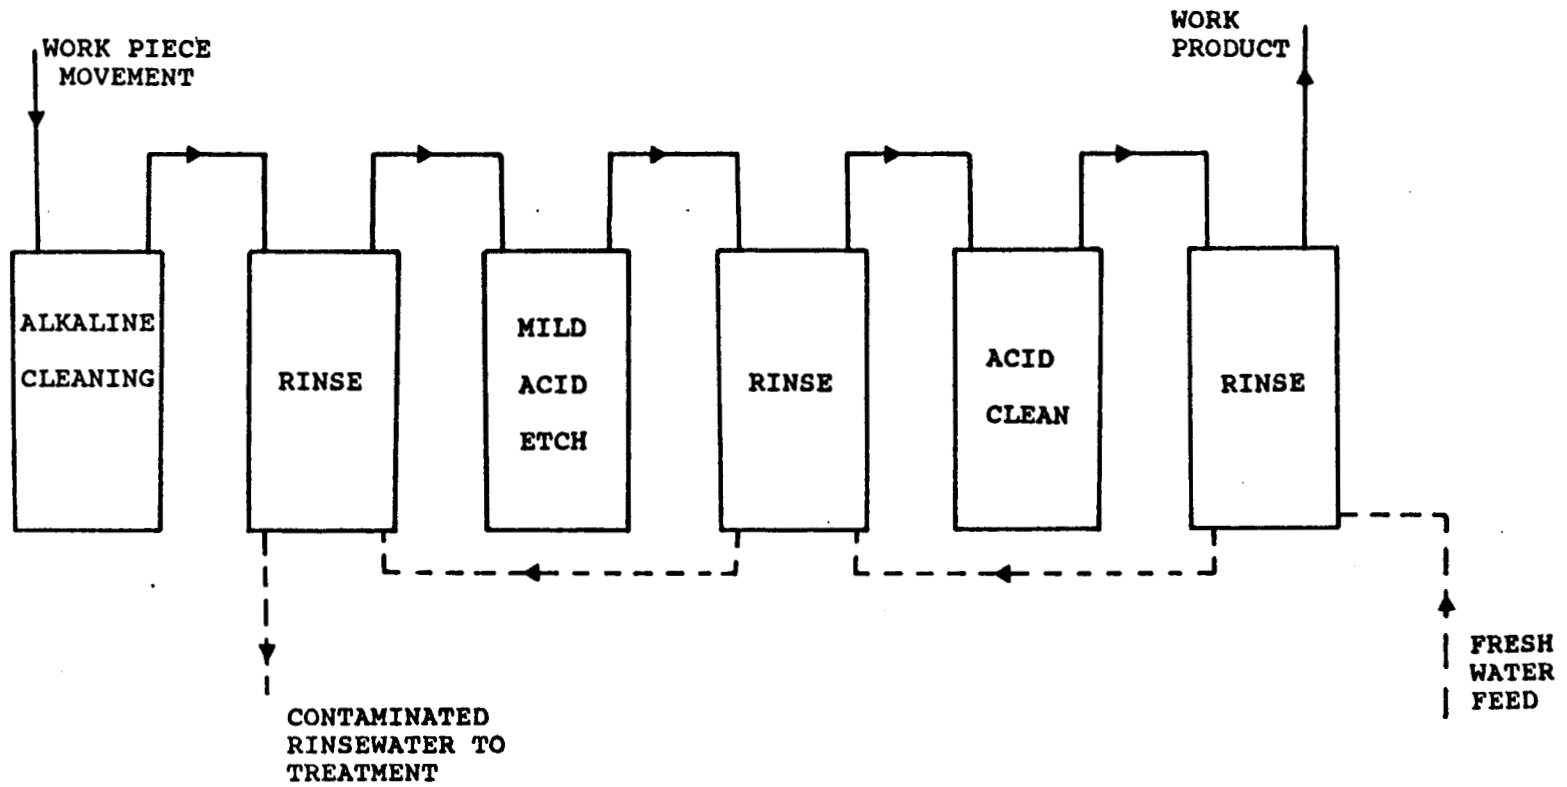 WORK PIECE
MOVEMENT
WORK
PRODUCT
ALKALINE
CLEANING
RINSE
MILD
ACID
ETCH
RINSE
ACID
CLEAN
RINSE
FRESH
WATER
FEED
CONTAMINATED
RINSEWATER TO
TREATMENT